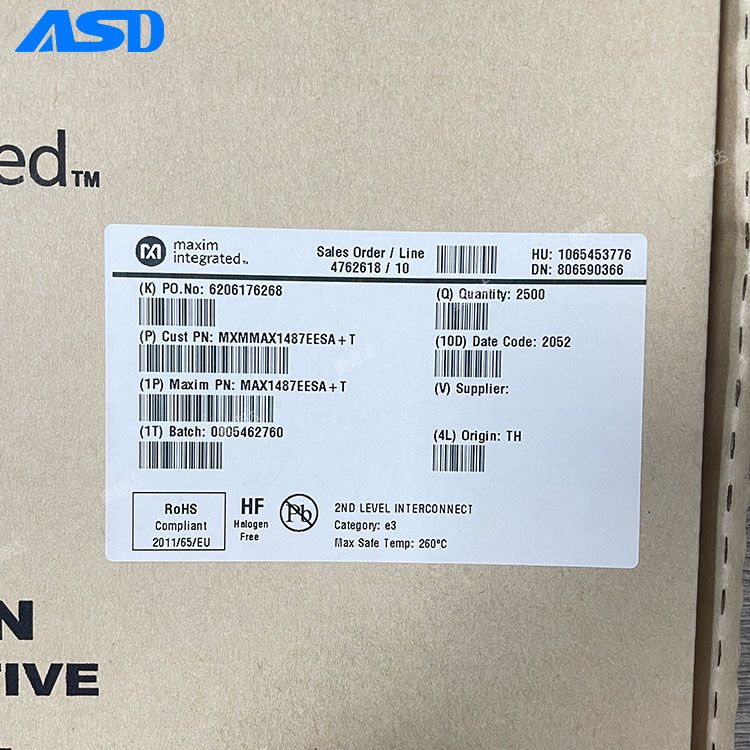 ASD
ed™
maxim
integrated™
Sales Order / Line
4762618 / 10
HU: 1065453776
DN: 806590366
(K) PO.No: 6206176268
(Q) Quantity: 2500
(P) Cust PN: MXMMAX1487EESA+T
(10D) Date Code: 2052
(1P) Maxim PN: MAX1487EESA+T
(V) Supplier:
(1T) Batch: 0005462760
(4L) Origin: TH
RoHS
Compliant
2011/65/EU
HF
Halogen
Free
Pb
2ND LEVEL INTERCONNECT
Category: e3
Max Safe Temp: 260ºC
N
TIVE